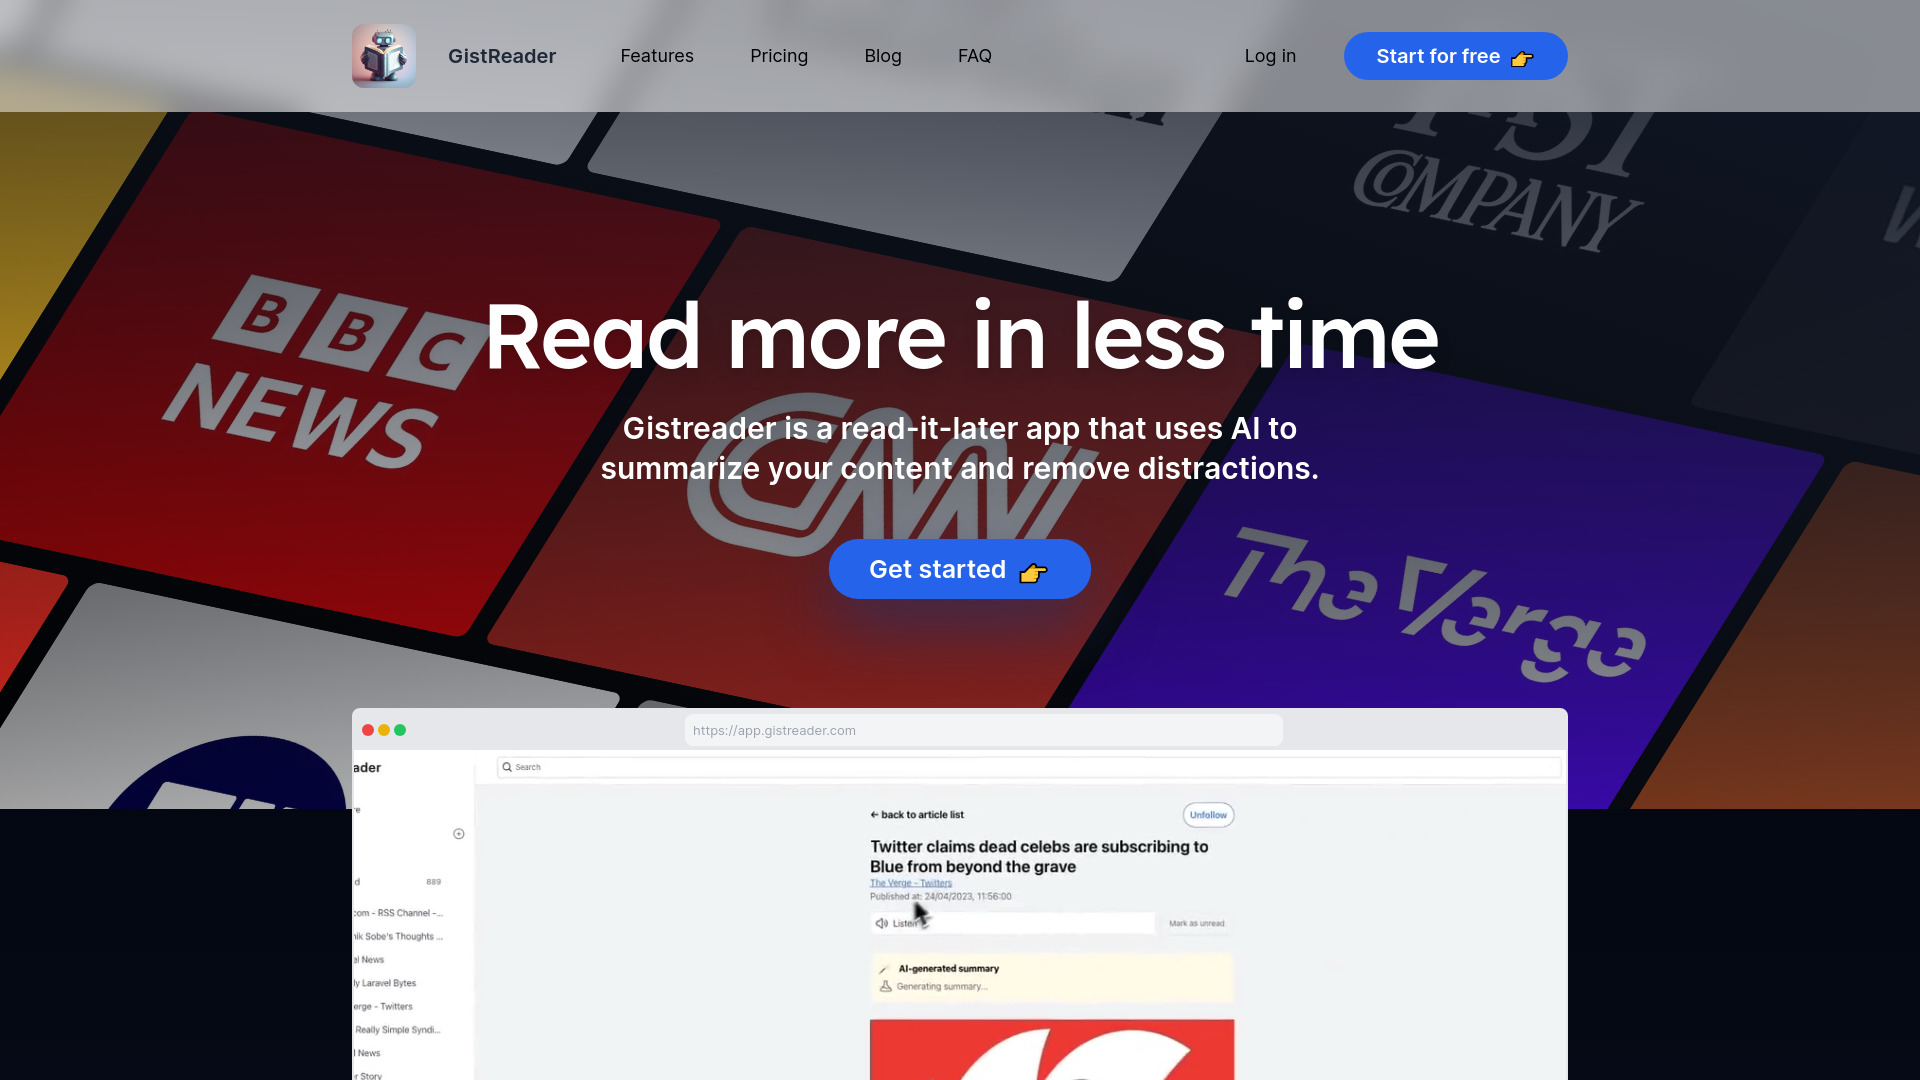 GistReader
Features
Pricing
Blog
FAQ
Log in
Start for free
COMPANY
BBC
NEWS
Read more in less time
Gistreader is a read-it-later app that uses AI to
summarize your content and remove distractions.
CNN
Get started
The Verge
https://app.gistreader.com
ader
Search
← back to article list
Unfollow
Twitter claims dead celebs are subscribing to
Blue from beyond the grave
The Verge - Twitters
Published at: 24/04/2023, 11:56:00
Listen
Mark as unread
AI-generated summary
Generating summary...
re
d
889
com - RSS Channel -...
nik Sobe's Thoughts ...
el News
ly Laravel Bytes
erge - Twitters
Really Simple Syndi...
l News
r Story